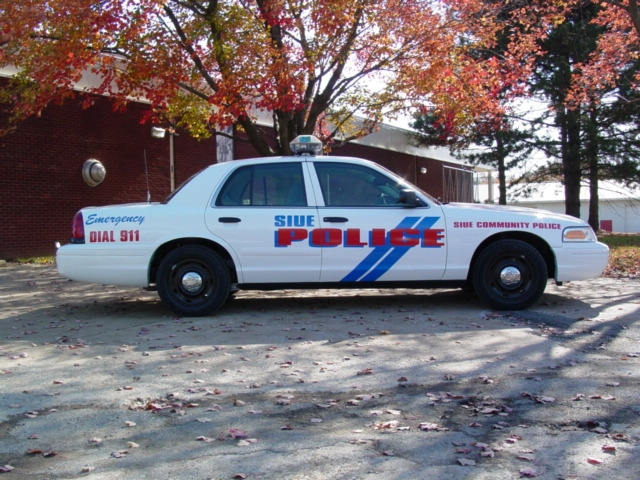 Emergency
DIAL 911
SIUE
POLICE
SIUE COMMUNITY POLICE